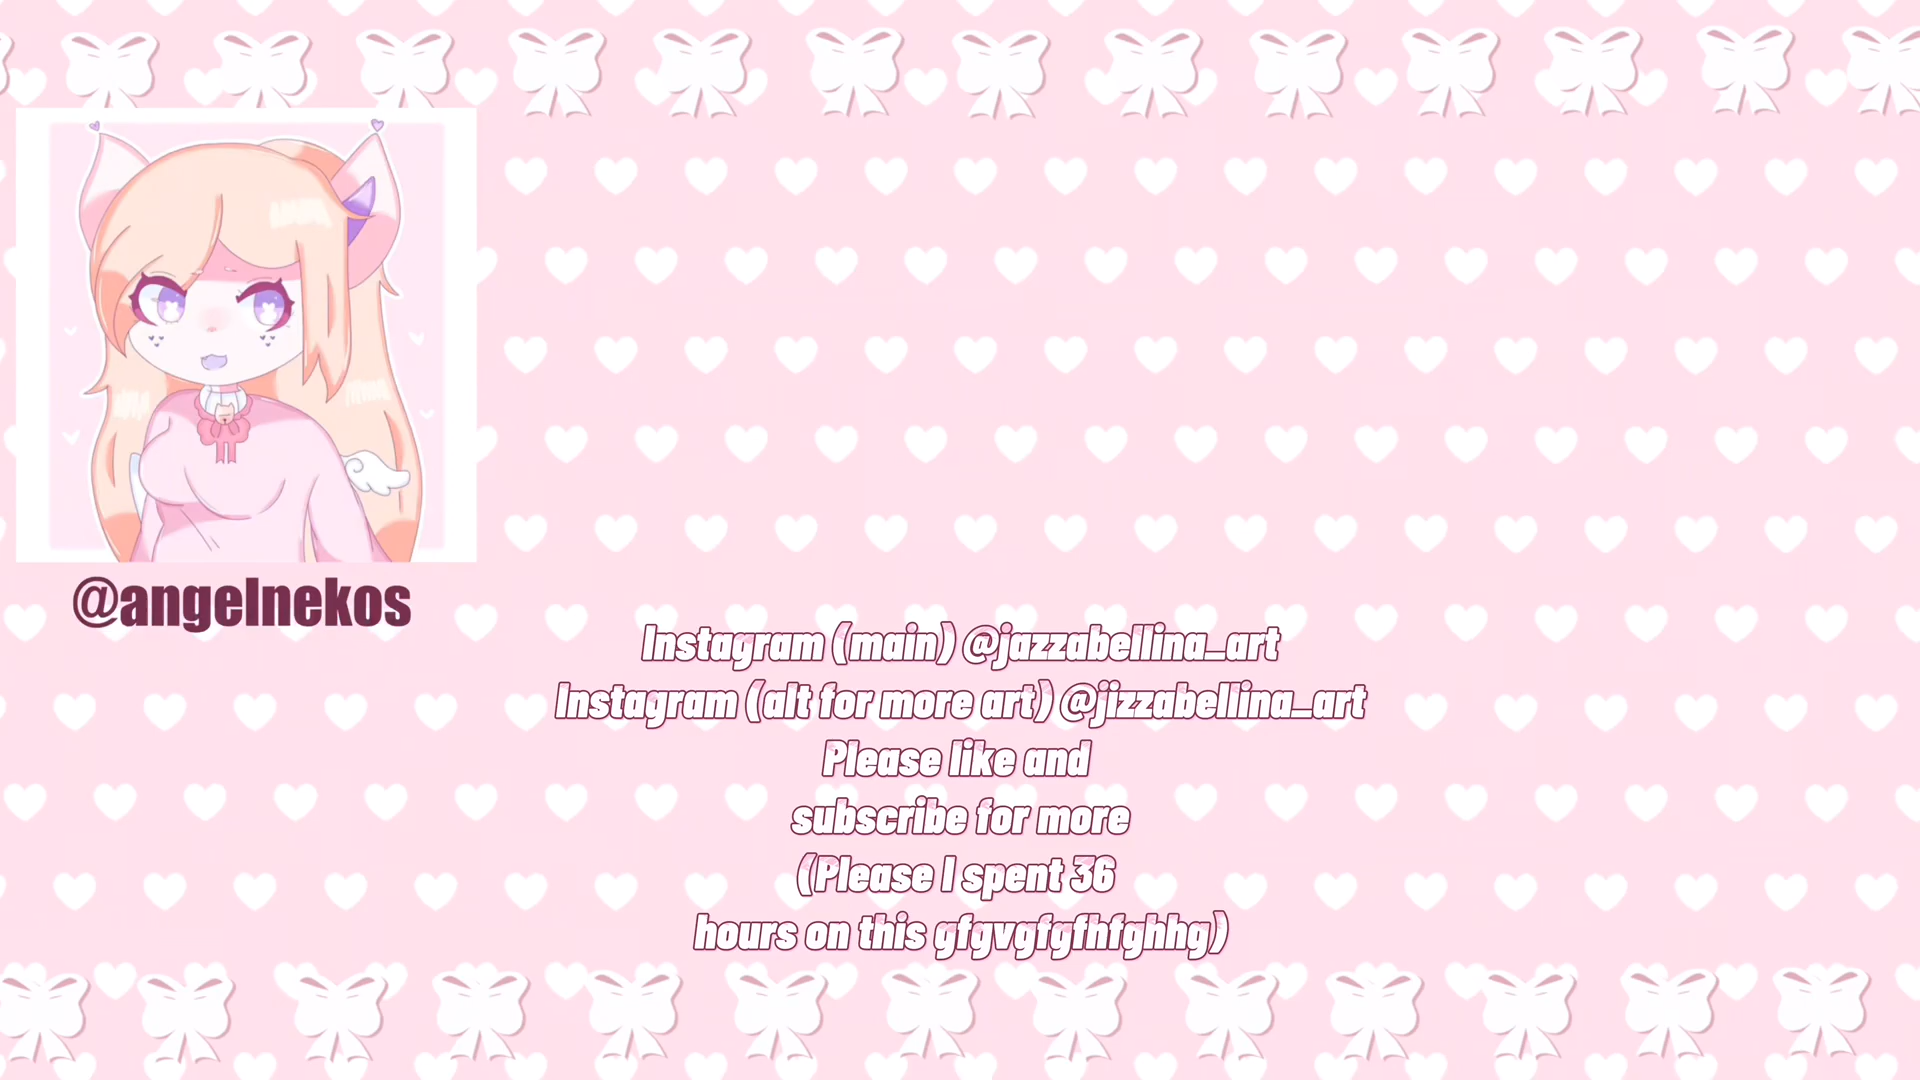 @angelnekos
Instagram (main) @jazzabellina_art
Instagram (alt for more art) @jizzabellina_art
Please like and
subscribe for more
(Please I spent 36
hours on this gfgvgfgfhfghhg)